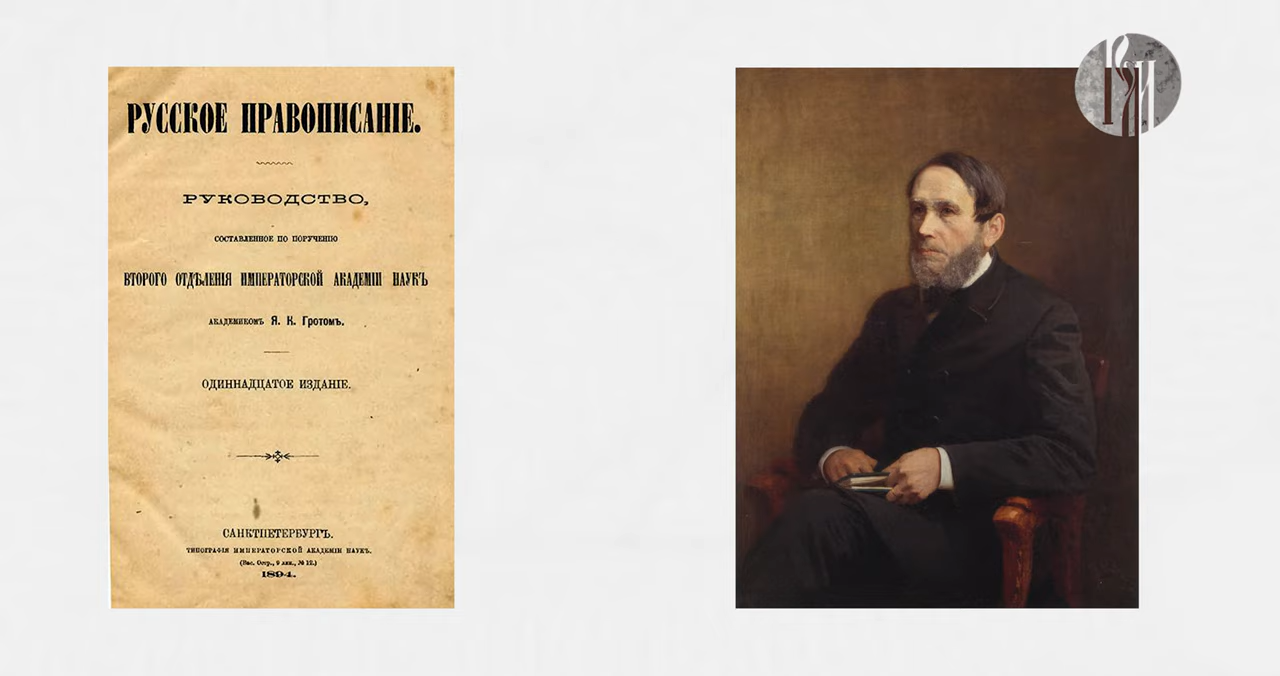 РУССКОЕ ПРАВОПИСАНІЕ.
РУКОВОДСТВО,
СОСТАВЛЕННОЕ ПО ПОРУЧЕНІЮ
ВТОРОГО ОТДѢЛЕНІЯ ИМПЕРАТОРСКОЙ АКАДЕМІИ НАУКЪ
АКАДЕМИКОМЪ Я. К. Гротомъ.
ОДИННАДЦАТОЕ ИЗДАНІЕ.
САНКТПЕТЕРБУРГЪ.
ТИПОГРАФІЯ ИМПЕРАТОРСКОЙ АКАДЕМІИ НАУКЪ.
(Вас. Остр., 9 лин., № 12.)
1894.